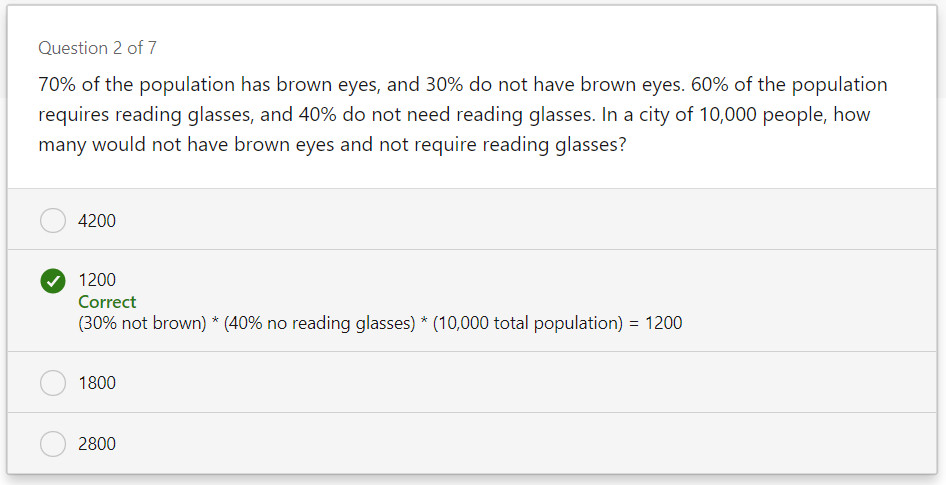 Question 2 of 7
70% of the population has brown eyes, and 30% do not have brown eyes. 60% of the population
requires reading glasses, and 40% do not need reading glasses. In a city of 10,000 people, how
many would not have brown eyes and not require reading glasses?
4200
1200
Correct
(30% not brown) * (40% no reading glasses) * (10,000 total population) = 1200
1800
2800